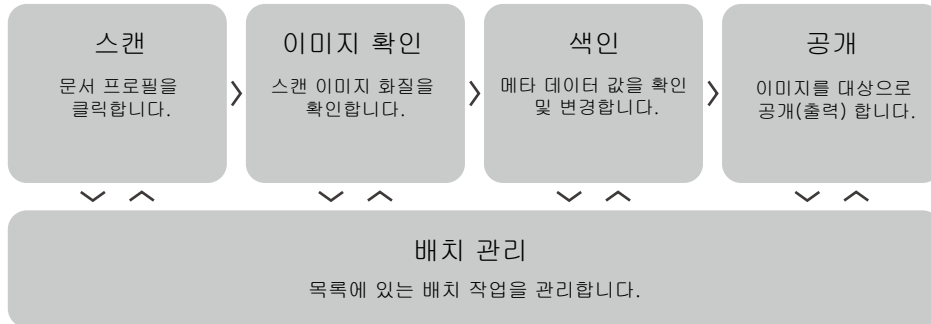 스캔
문서 프로필을
클릭합니다.
이미지 확인
스캔 이미지 화질을
확인합니다.
색인
메타 데이터 값을 확인
및 변경합니다.
공개
이미지를 대상으로
공개(출력) 합니다.
배치 관리
목록에 있는 배치 작업을 관리합니다.